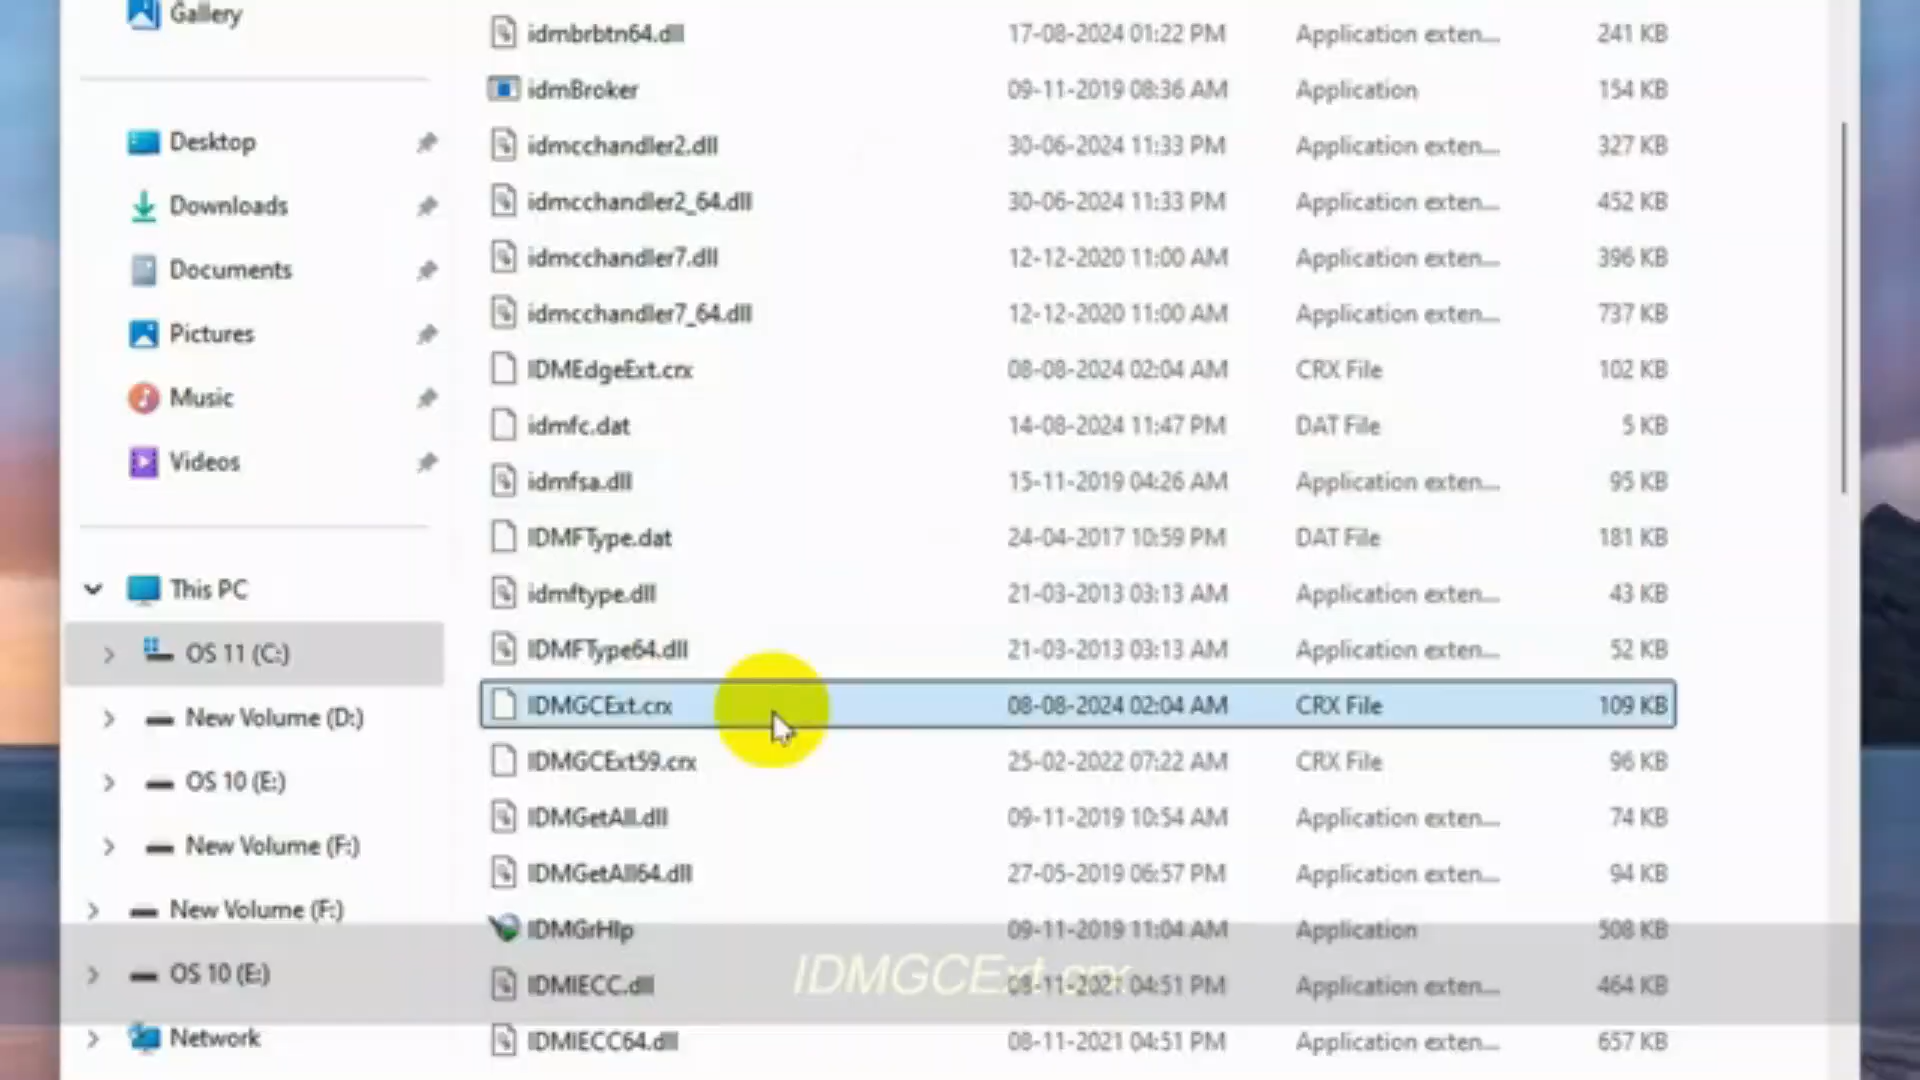 Gallery
Desktop
Downloads
Documents
Pictures
Music
Videos
This PC
OS 11 (C:)
New Volume (D:)
OS 10 (E:)
New Volume (F:)
New Volume (F:)
OS 10 (E:)
Network
idmbrbtn64.dll 17-08-2024 01:22 PM Application exten... 241 KB
idmBroker 09-11-2019 08:36 AM Application 154 KB
idmcchandler2.dll 30-06-2024 11:33 PM Application exten... 327 KB
idmcchandler2_64.dll 30-06-2024 11:33 PM Application exten... 452 KB
idmcchandler7.dll 12-12-2020 11:00 AM Application exten... 396 KB
idmcchandler7_64.dll 12-12-2020 11:00 AM Application exten... 737 KB
IDMEdgeExt.crx 08-08-2024 02:04 AM CRX File 102 KB
idmfc.dat 14-08-2024 11:47 PM DAT File 5 KB
idmfsa.dll 15-11-2019 04:26 AM Application exten... 95 KB
IDMFType.dat 24-04-2017 10:59 PM DAT File 181 KB
idmftype.dll 21-03-2013 03:13 AM Application exten... 43 KB
IDMFType64.dll 21-03-2013 03:13 AM Application exten... 52 KB
IDMGCExt.crx 08-08-2024 02:04 AM CRX File 109 KB
IDMGCExt59.crx 25-02-2022 07:22 AM CRX File 96 KB
IDMGetAll.dll 09-11-2019 10:54 AM Application exten... 74 KB
IDMGetAll64.dll 27-05-2019 06:57 PM Application exten... 94 KB
IDMGrHlp 09-11-2019 11:04 AM Application 508 KB
IDMIECC.dll 08-11-2021 04:51 PM Application exten... 464 KB
IDMIECC64.dll 08-11-2021 04:51 PM Application exten... 657 KB
IDMGCExt.crx